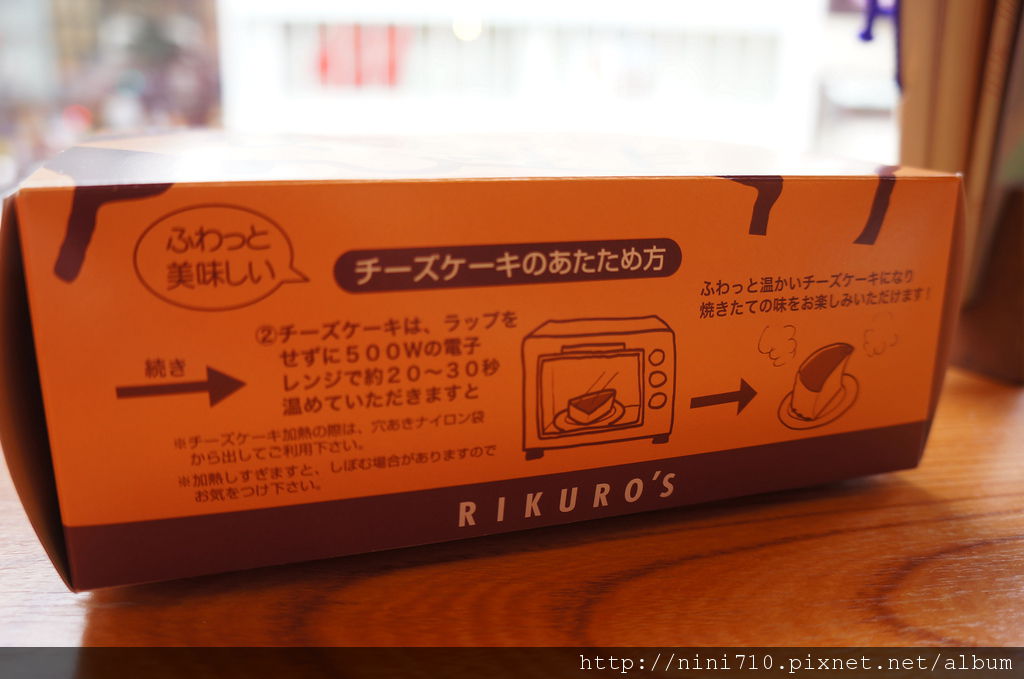 ふわっと
美味しい
チーズケーキのあたため方
続き
②チーズケーキは、ラップを
せずに500Wの電子
レンジで約20～30秒
温めていただきますと
※チーズケーキ加熱の際は、穴あきナイロン袋
から出してご利用下さい。
※加熱しすぎますと、しぼむ場合がありますので
お気をつけ下さい。
ふわっと温かいチーズケーキになり
焼きたての味をお楽しみいただけます!
RIKURO'S
http://nini710.pixnet.net/album